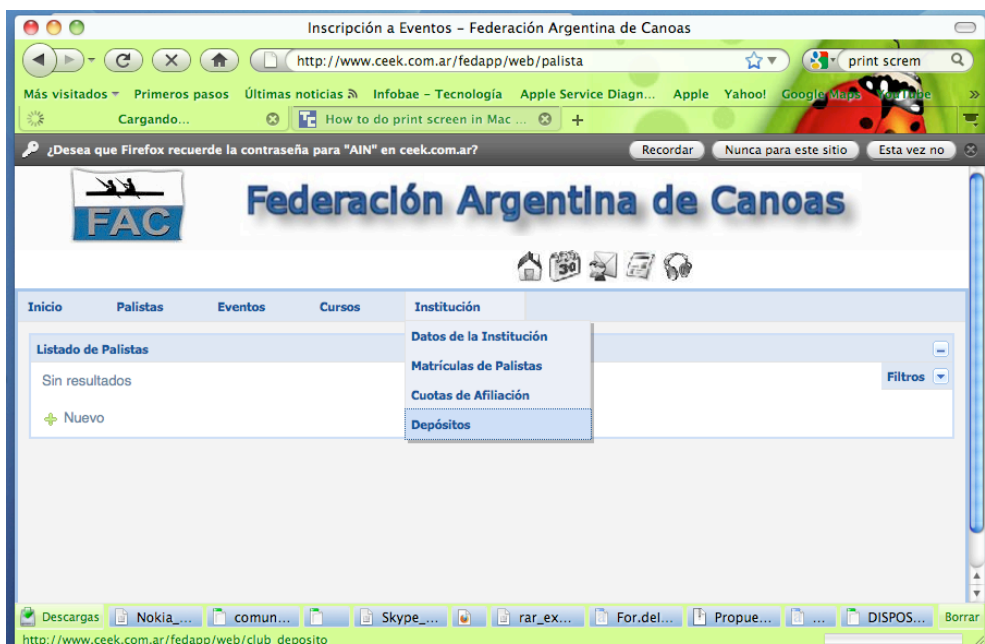 Inscripción a Eventos – Federación Argentina de Canoas
http://www.ceek.com.ar/fedapp/web/palista
print screm
Más visitados Primeros pasos Últimas noticias Infobae – Tecnología Apple Service Diagn... Apple Yahoo! Google Maps YouTube »
Cargando... How to do print screen in Mac ... +
¿Desea que Firefox recuerde la contraseña para "AIN" en ceek.com.ar? Recordar Nunca para este sitio Esta vez no
FAC
Federación Argentina de Canoas
30
Inicio Palistas Eventos Cursos Institución
Datos de la Institución
Listado de Palistas
Matrículas de Palistas
Sin resultados
Filtros
Cuotas de Afiliación
Nuevo
Depósitos
Descargas Nokia_... comun... Skype_... rar_ex... For.del... Propue... ... DISPOS... Borrar
http://www.ceek.com.ar/fedapp/web/club_deposito